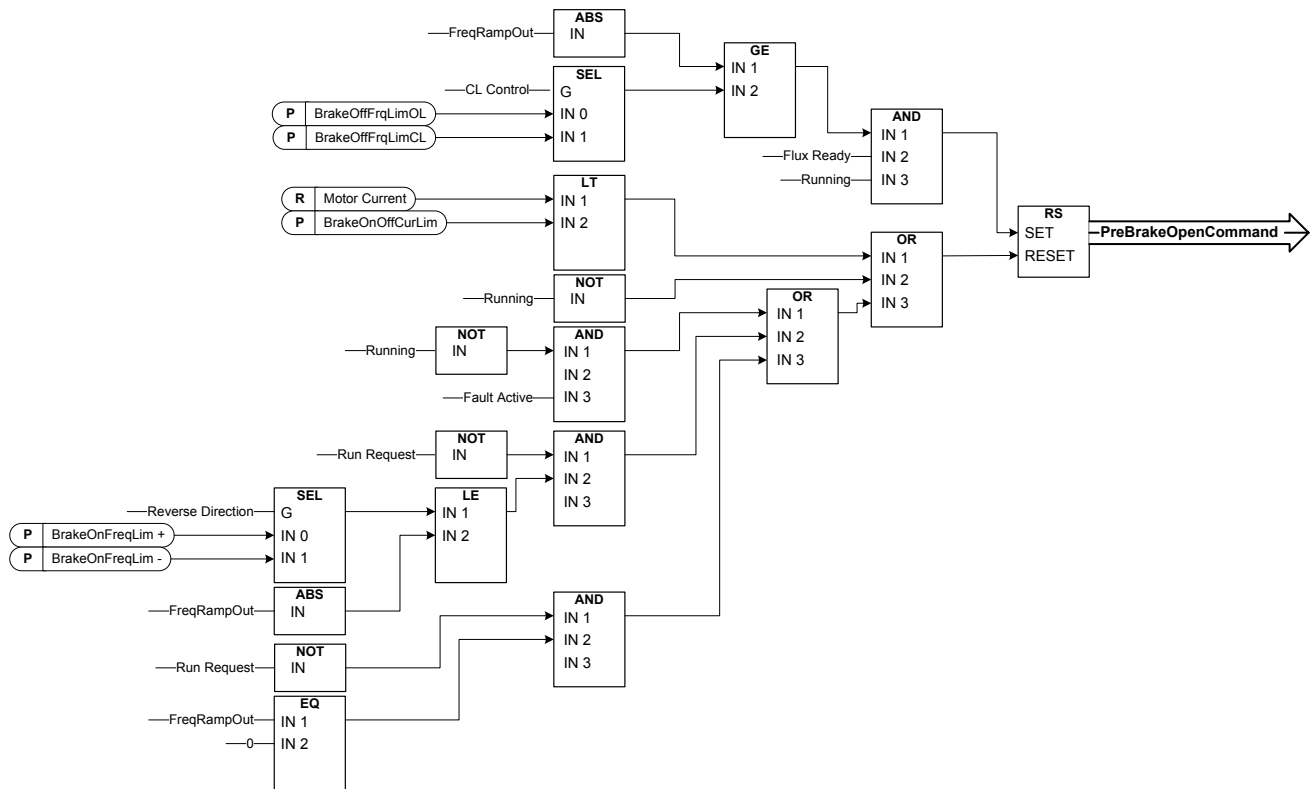 ABS
FreqRampOut
IN
GE
IN 1
IN 2
SEL
CL Control
G
P BrakeOffFrqLimOL
IN 0
P BrakeOffFrqLimCL
IN 1
AND
IN 1
Flux Ready
IN 2
Running
IN 3
LT
R Motor Current
IN 1
P BrakeOnOffCurLim
IN 2
RS
SET
RESET
PreBrakeOpenCommand
OR
IN 1
IN 2
IN 3
NOT
Running
IN
OR
IN 1
IN 2
IN 3
NOT
Running
IN
AND
IN 1
IN 2
Fault Active
IN 3
NOT
Run Request
IN
AND
IN 1
IN 2
IN 3
SEL
Reverse Direction
G
P BrakeOnFreqLim +
IN 0
P BrakeOnFreqLim -
IN 1
LE
IN 1
IN 2
ABS
FreqRampOut
IN
AND
IN 1
IN 2
IN 3
NOT
Run Request
IN
EQ
FreqRampOut
IN 1
0
IN 2